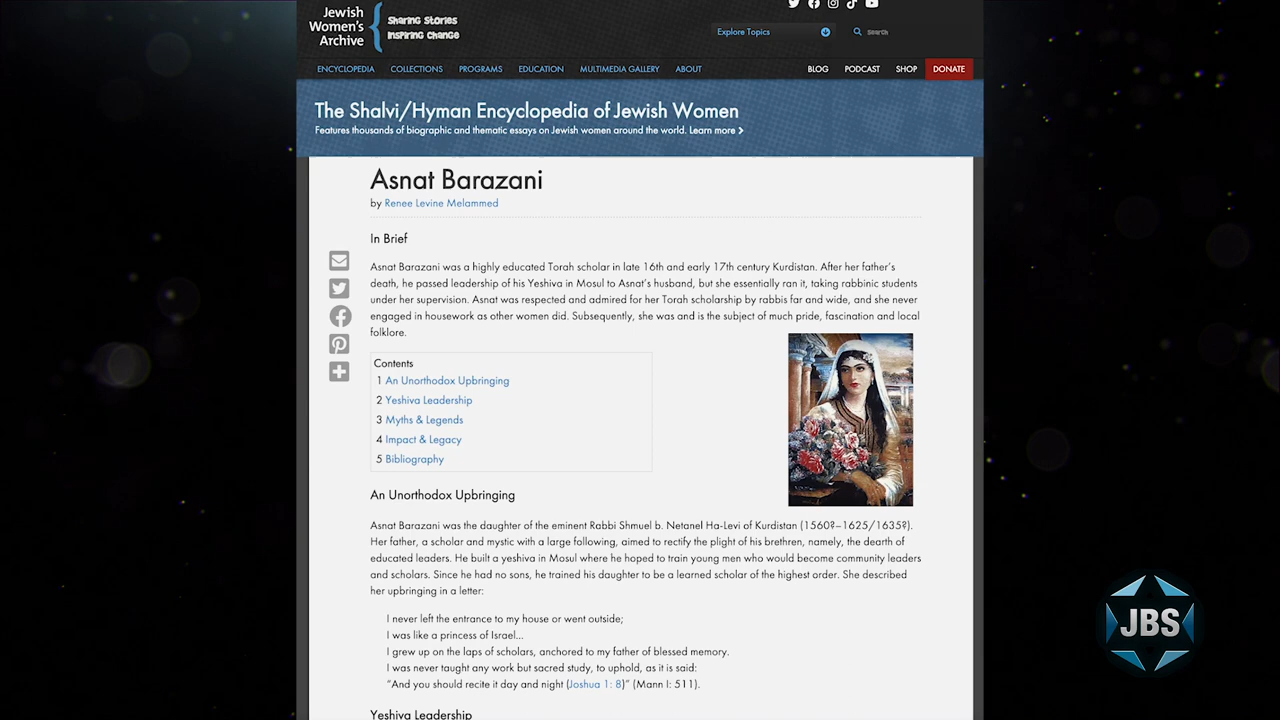 Jewish
Women's
Archive
Sharing Stories
Inspiring Change
Explore Topics
Search
ENCYCLOPEDIA COLLECTIONS PROGRAMS EDUCATION MULTIMEDIA GALLERY ABOUT BLOG PODCAST SHOP DONATE
The Shalvi/Hyman Encyclopedia of Jewish Women
Features thousands of biographic and thematic essays on Jewish women around the world. Learn more
Asnat Barazani
by Renee Levine Melammed
In Brief
Asnat Barazani was a highly educated Torah scholar in late 16th and early 17th century Kurdistan. After her father's
death, he passed leadership of his Yeshiva in Mosul to Asnat's husband, but she essentially ran it, taking rabbinic students
under her supervision. Asnat was respected and admired for her Torah scholarship by rabbis far and wide, and she never
engaged in housework as other women did. Subsequently, she was and is the subject of much pride, fascination and local
folklore.
Contents
1 An Unorthodox Upbringing
2 Yeshiva Leadership
3 Myths & Legends
4 Impact & Legacy
5 Bibliography
An Unorthodox Upbringing
Asnat Barazani was the daughter of the eminent Rabbi Shmuel b. Netanel Ha-Levi of Kurdistan (1560?–1625/1635?).
Her father, a scholar and mystic with a large following, aimed to rectify the plight of his brethren, namely, the dearth of
educated leaders. He built a yeshiva in Mosul where he hoped to train young men who would become community leaders
and scholars. Since he had no sons, he trained his daughter to be a learned scholar of the highest order. She described
her upbringing in a letter:
I never left the entrance to my house or went outside;
I was like a princess of Israel...
I grew up on the laps of scholars, anchored to my father of blessed memory.
I was never taught any work but sacred study, to uphold, as it is said:
"And you should recite it day and night (Joshua 1: 8)" (Mann I: 511).
Yeshiva Leadership
JBS